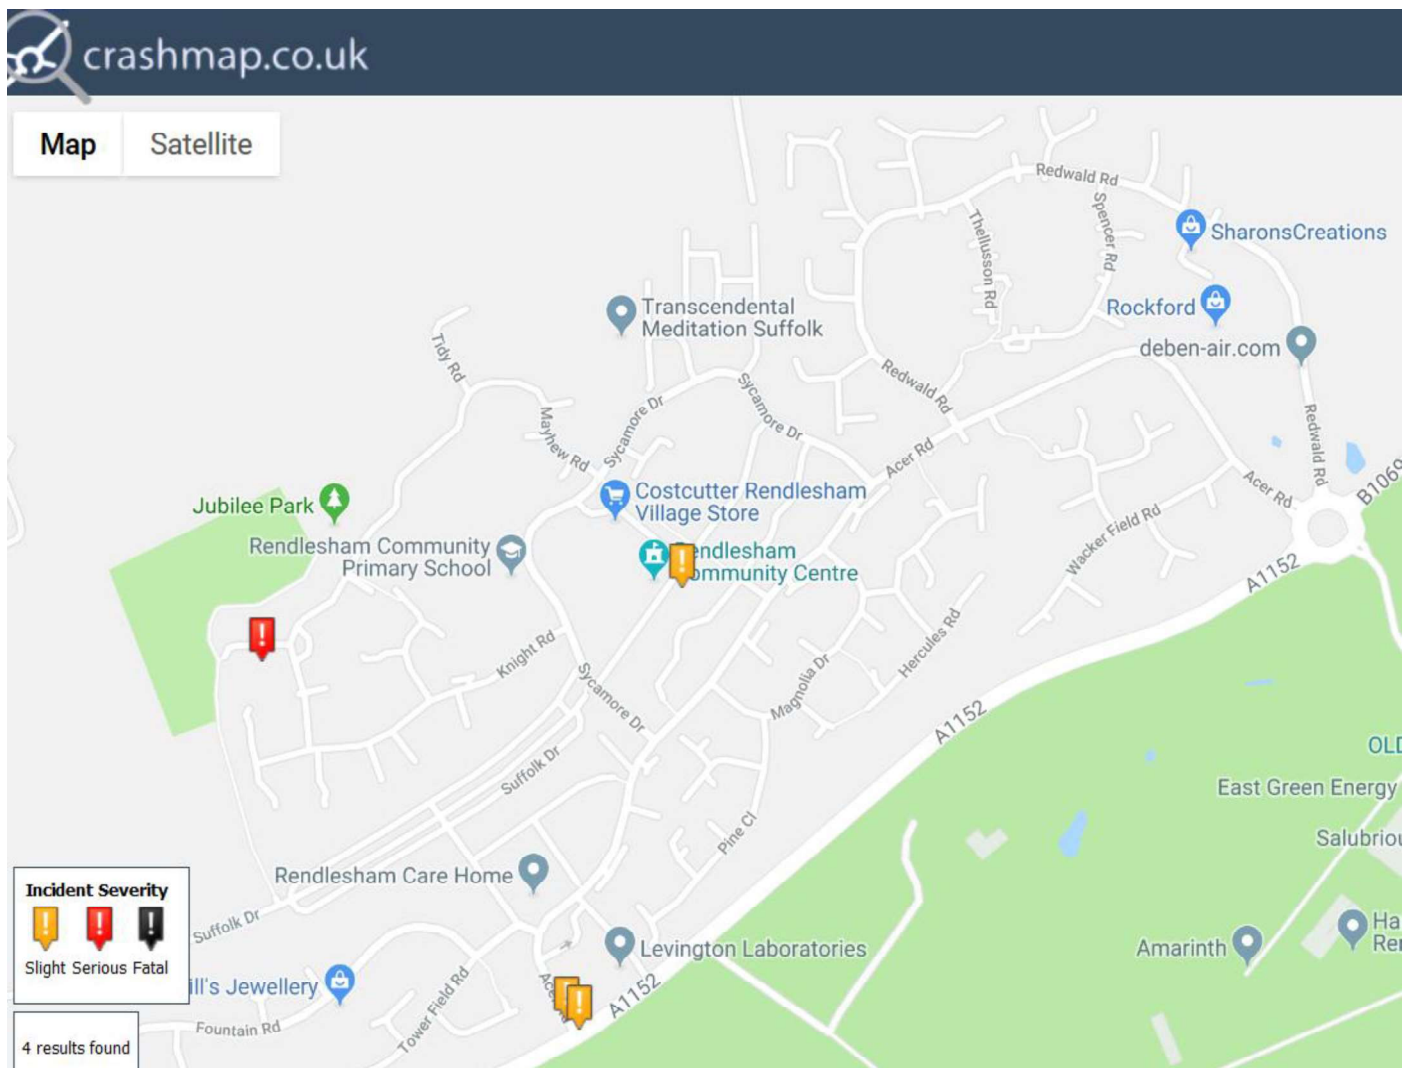 crashmap.co.uk
Map
Satellite
Redwald Rd
Spencer Rd
Thellusson Rd
SharonsCreations
Rockford
deben-air.com
Transcendental
Meditation Suffolk
Tidy Rd
Redwald Rd
Sycamore Dr
Sycamore Dr
Mayhew Rd
Redwald Rd
Acer Rd
Acer Rd
B1069
Costcutter Rendlesham
Village Store
Jubilee Park
Rendlesham Community
Primary School
Wacker Field Rd
Community Centre
A1152
Hercules Rd
Knight Rd
Magnolia Dr
Sycamore Dr
A1152
Suffolk Dr
East Green Energy
Pine Cl
Rendlesham Care Home
Incident Severity
Slight Serious Fatal
Suffolk Dr
Levington Laboratories
Amarinth
ill's Jewellery
A1152
Tower Field Rd
Fountain Rd
4 results found